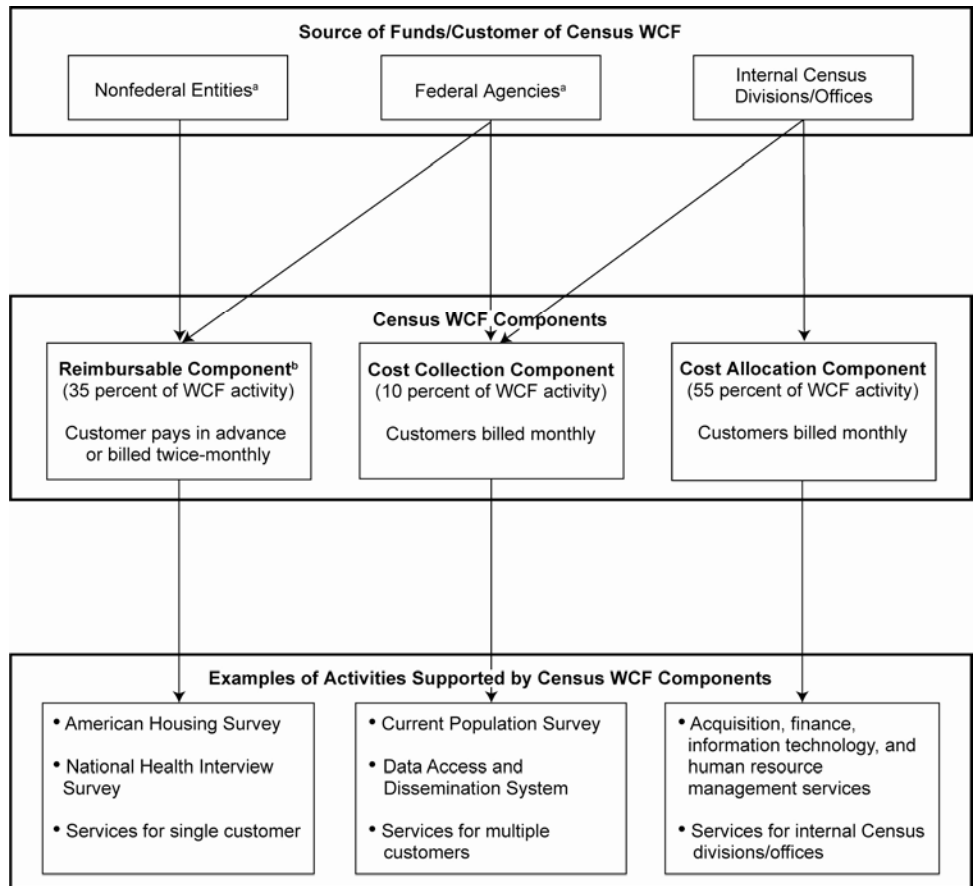 Source of Funds/Customer of Census WCF
Nonfederal Entitiesᵃ
Federal Agenciesᵃ
Internal Census
Divisions/Offices
Census WCF Components
Reimbursable Componentᵇ
(35 percent of WCF activity)
Customer pays in advance
or billed twice-monthly
Cost Collection Component
(10 percent of WCF activity)
Customers billed monthly
Cost Allocation Component
(55 percent of WCF activity)
Customers billed monthly
Examples of Activities Supported by Census WCF Components
• American Housing Survey
• National Health Interview
Survey
• Services for single customer
• Current Population Survey
• Data Access and
Dissemination System
• Services for multiple
customers
• Acquisition, finance,
information technology, and
human resource
management services
• Services for internal Census
divisions/offices